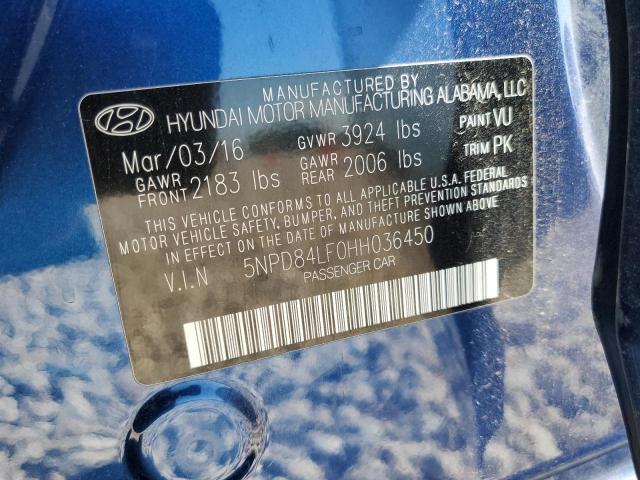 MANUFACTURED BY
HYUNDAI MOTOR MANUFACTURING ALABAMA, LLC
Mar/03/16 GVWR 3924 lbs PAINT VU
GAWR FRONT 2183 lbs GAWR REAR 2006 lbs TRIM PK
THIS VEHICLE CONFORMS TO ALL APPLICABLE U.S.A. FEDERAL
MOTOR VEHICLE SAFETY, BUMPER, AND THEFT PREVENTION STANDARDS
IN EFFECT ON THE DATE OF MANUFACTURE SHOWN ABOVE
V.I.N 5NPD84LF0HH036450
PASSENGER CAR